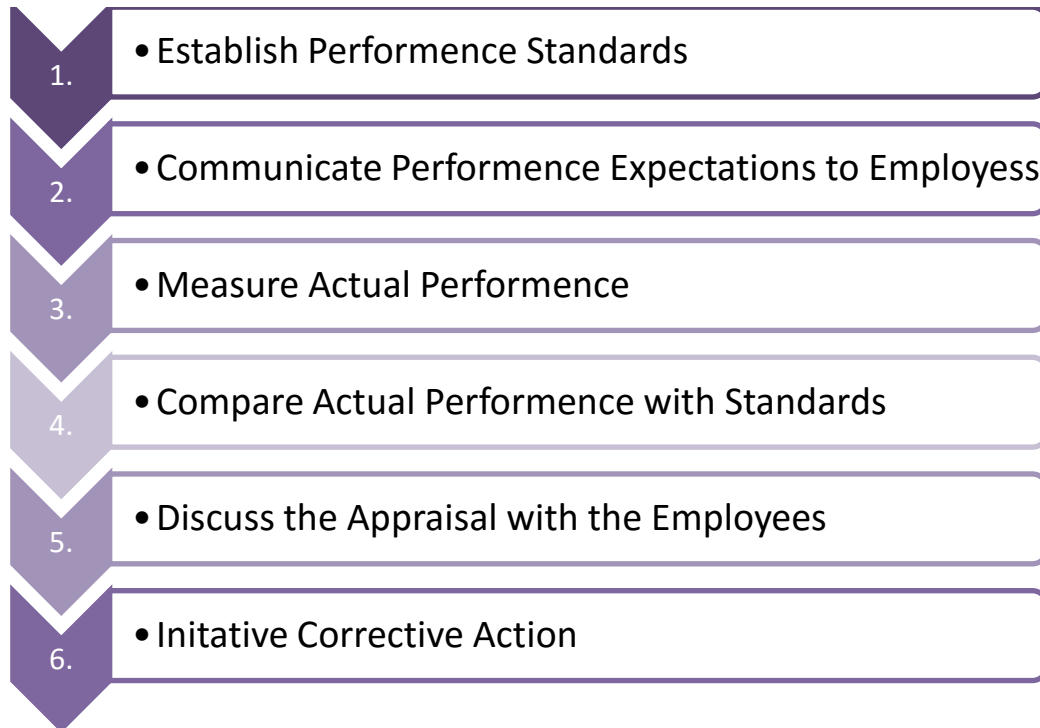 1. • Establish Performence Standards
2. • Communicate Performence Expectations to Employess
3. • Measure Actual Performence
4. • Compare Actual Performence with Standards
5. • Discuss the Appraisal with the Employees
6. • Initative Corrective Action